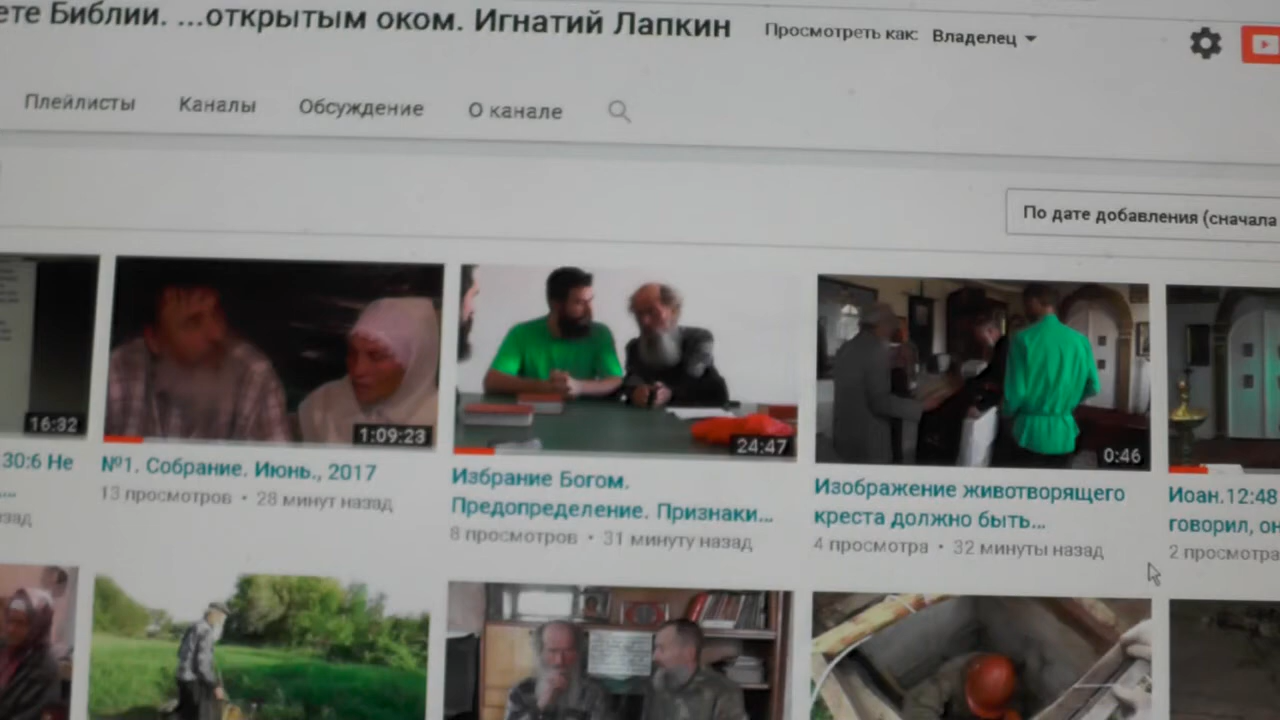 ете Библии. ...открытым оком. Игнатий Лапкин
Просмотреть как: Владелец
Плейлисты Каналы Обсуждение О канале
По дате добавления (сначала
16:32
1:09:23
24:47
0:46
30:6 Не
...
зад
№1. Собрание. Июнь., 2017
13 просмотров • 28 минут назад
Избрание Богом.
Предопределение. Признаки...
8 просмотров • 31 минуту назад
Изображение животворящего
креста должно быть...
4 просмотра • 32 минуты назад
Иоан.12:48
говорил, он
2 просмотра